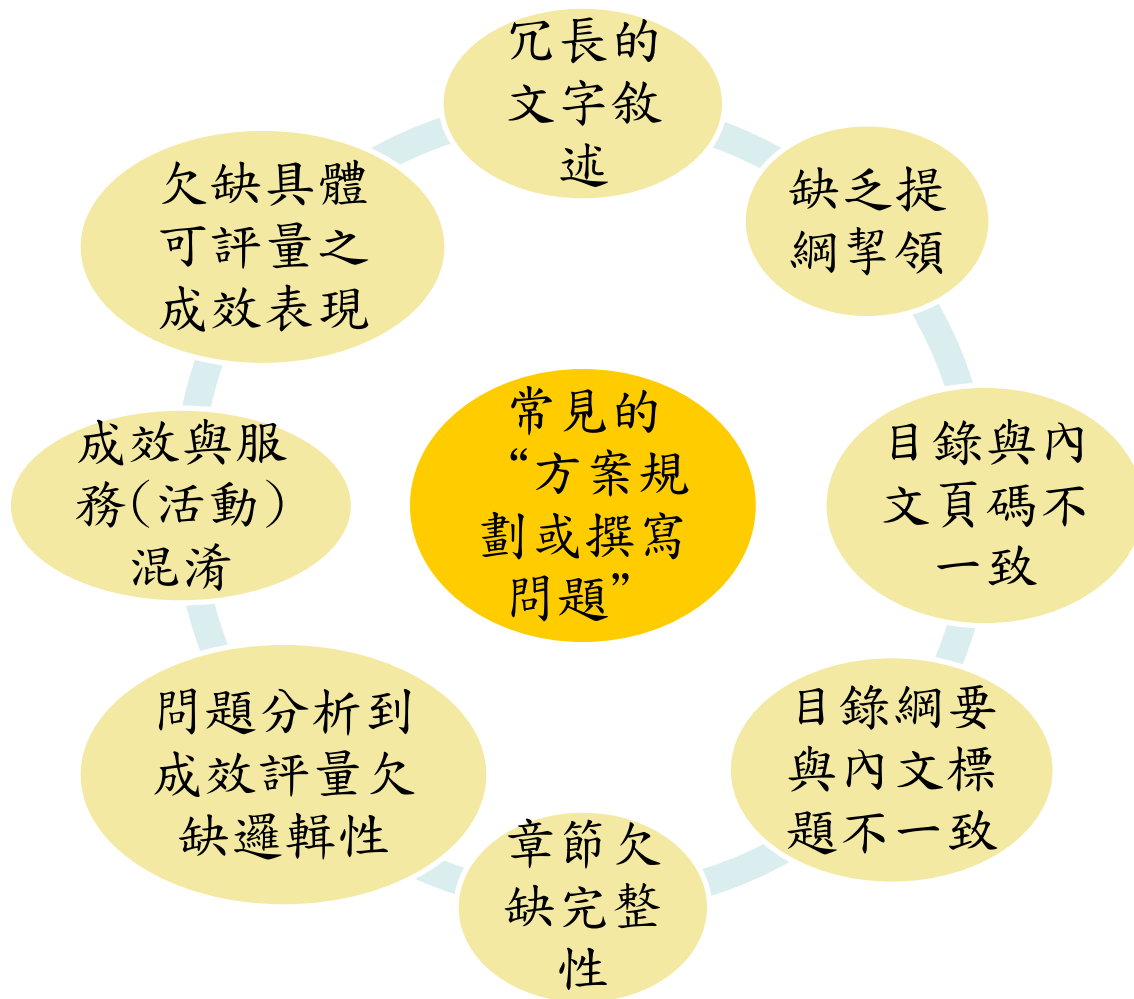 冗長的
文字敘
述
缺乏提
綱挈領
目錄與內
文頁碼不
一致
目錄綱要
與內文標
題不一致
章節欠
缺完整
性
問題分析到
成效評量欠
缺邏輯性
成效與服
務(活動)
混淆
欠缺具體
可評量之
成效表現
常見的
“方案規
劃或撰寫
問題”